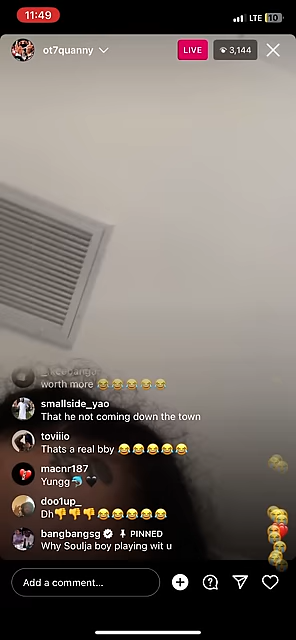 11:49
LTE 10
ot7quanny
LIVE
3,144
worth more 😂😂😂😂😂
smallside_yao
That he not coming down the town
toviiio
Thats a real bby 😂😂😂😂😂
macnr187
Yungg🐬🖤
doo1up_
Dh👎👎👎😂😂😂😂😂
bangbangsg PINNED
Why Soulja boy playing wit u
Add a comment...